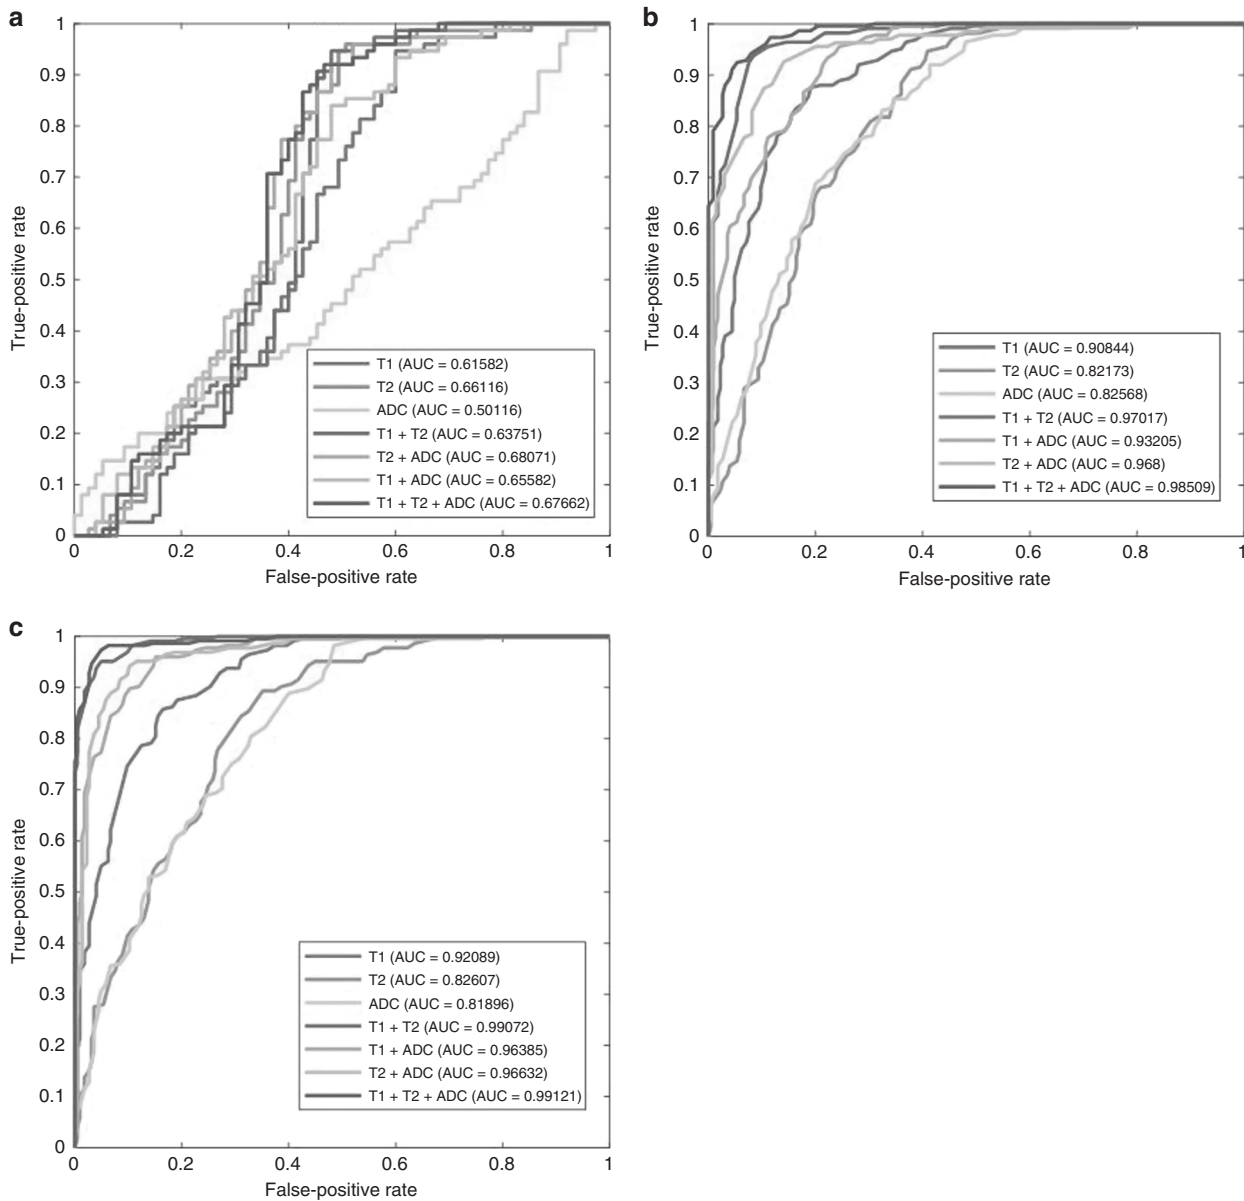 a
1
0.9
0.8
0.7
0.6
0.5
0.4
0.3
0.2
0.1
0
True-positive rate
0
0.2
0.4
0.6
0.8
1
False-positive rate
T1 (AUC = 0.61582)
T2 (AUC = 0.66116)
ADC (AUC = 0.50116)
T1 + T2 (AUC = 0.63751)
T2 + ADC (AUC = 0.68071)
T1 + ADC (AUC = 0.65582)
T1 + T2 + ADC (AUC = 0.67662)
b
1
0.9
0.8
0.7
0.6
0.5
0.4
0.3
0.2
0.1
0
True-positive rate
0
0.2
0.4
0.6
0.8
1
False-positive rate
T1 (AUC = 0.90844)
T2 (AUC = 0.82173)
ADC (AUC = 0.82568)
T1 + T2 (AUC = 0.97017)
T1 + ADC (AUC = 0.93205)
T2 + ADC (AUC = 0.968)
T1 + T2 + ADC (AUC = 0.98509)
c
1
0.9
0.8
0.7
0.6
0.5
0.4
0.3
0.2
0.1
0
True-positive rate
0
0.2
0.4
0.6
0.8
1
False-positive rate
T1 (AUC = 0.92089)
T2 (AUC = 0.82607)
ADC (AUC = 0.81896)
T1 + T2 (AUC = 0.99072)
T1 + ADC (AUC = 0.96385)
T2 + ADC (AUC = 0.96632)
T1 + T2 + ADC (AUC = 0.99121)